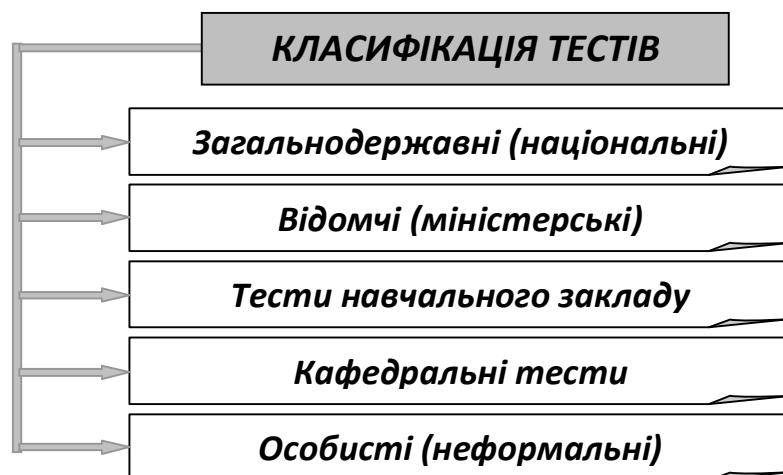 КЛАСИФІКАЦІЯ ТЕСТІВ
Загальнодержавні (національні)
Відомчі (міністерські)
Тести навчального закладу
Кафедральні тести
Особисті (неформальні)